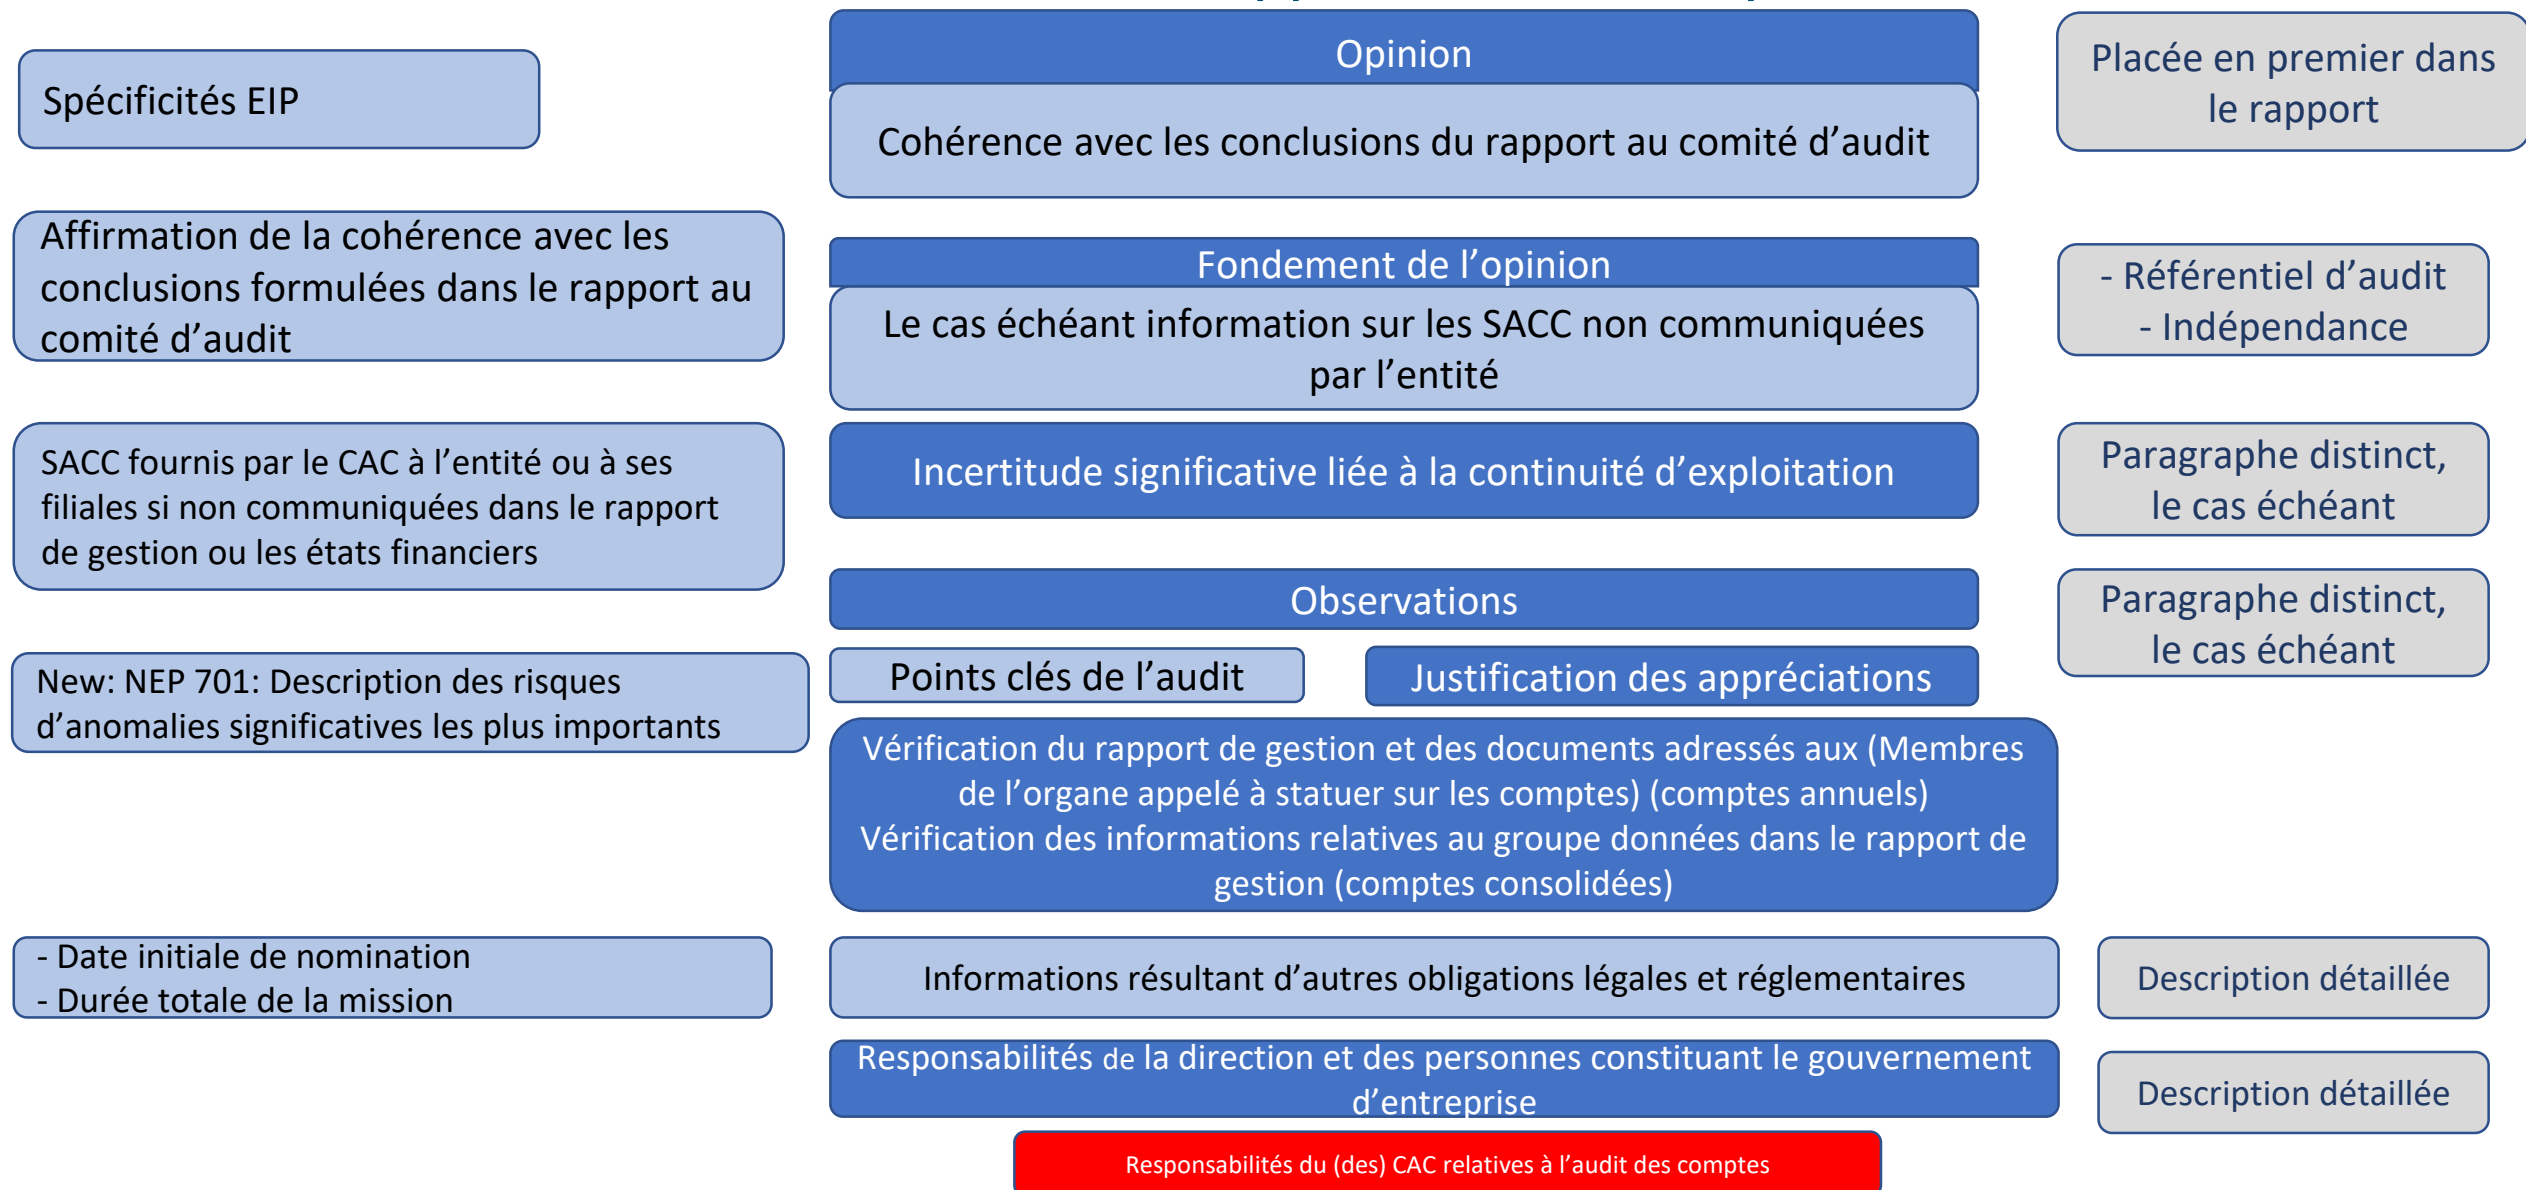 Opinion
Placée en premier dans
le rapport
Spécificités EIP
Cohérence avec les conclusions du rapport au comité d’audit
Affirmation de la cohérence avec les
conclusions formulées dans le rapport au
comité d’audit
Fondement de l’opinion
Le cas échéant information sur les SACC non communiquées
par l’entité
- Référentiel d’audit
- Indépendance
SACC fournis par le CAC à l’entité ou à ses
filiales si non communiquées dans le rapport
de gestion ou les états financiers
Incertitude significative liée à la continuité d’exploitation
Paragraphe distinct,
le cas échéant
Observations
Paragraphe distinct,
le cas échéant
New: NEP 701: Description des risques
d’anomalies significatives les plus importants
Points clés de l’audit
Justification des appréciations
Vérification du rapport de gestion et des documents adressés aux (Membres
de l’organe appelé à statuer sur les comptes) (comptes annuels)
Vérification des informations relatives au groupe données dans le rapport de
gestion (comptes consolidées)
- Date initiale de nomination
- Durée totale de la mission
Informations résultant d’autres obligations légales et réglementaires
Description détaillée
Responsabilités de la direction et des personnes constituant le gouvernement
d’entreprise
Description détaillée
Responsabilités du (des) CAC relatives à l’audit des comptes